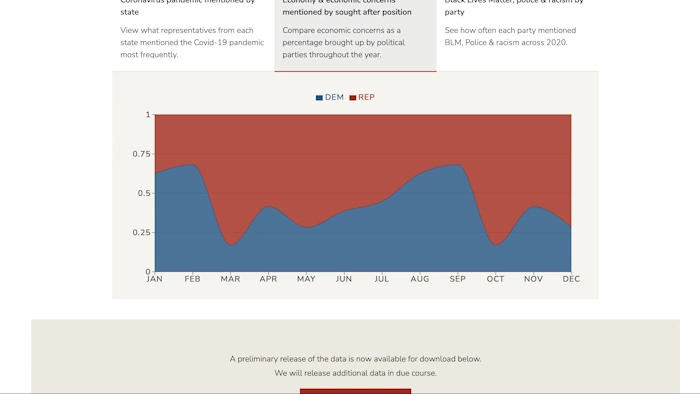 Coronavirus pandemic mentioned by
state
View what representatives from each
state mentioned the Covid-19 pandemic
most frequently.
Economy & economic concerns
mentioned by sought after position
Compare economic concerns as a
percentage brought up by political
parties throughout the year.
Black Lives Matter, police & racism by
party
See how often each party mentioned
BLM, Police & racism across 2020.
DEM REP
1
0.75
0.5
0.25
0
JAN FEB MAR APR MAY JUN JUL AUG SEP OCT NOV DEC
A preliminary release of the data is now available for download below.
We will release additional data in due course.